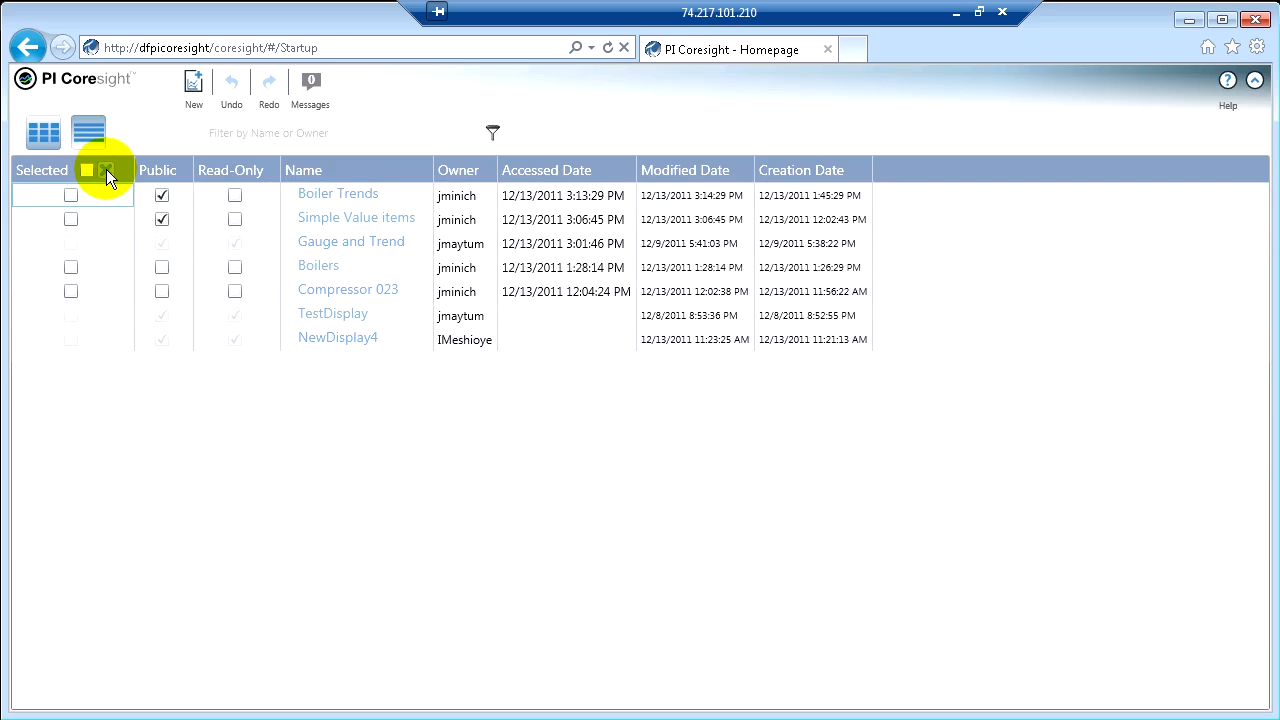 74.217.101.210
http://dfpicoresight/coresight/#/Startup
PI Coresight - Homepage
PI Coresight™
New
Undo
Redo
0
Messages
Help
Filter by Name or Owner
Selected Public Read-Only Name Owner Accessed Date Modified Date Creation Date
Boiler Trends jminich 12/13/2011 3:13:29 PM 12/13/2011 3:14:29 PM 12/13/2011 1:45:29 PM
Simple Value items jminich 12/13/2011 3:06:45 PM 12/13/2011 3:06:45 PM 12/13/2011 12:02:43 PM
Gauge and Trend jmaytum 12/13/2011 3:01:46 PM 12/9/2011 5:41:03 PM 12/9/2011 5:38:22 PM
Boilers jminich 12/13/2011 1:28:14 PM 12/13/2011 1:28:14 PM 12/13/2011 1:26:29 PM
Compressor 023 jminich 12/13/2011 12:04:24 PM 12/13/2011 12:02:38 PM 12/13/2011 11:56:22 AM
TestDisplay jmaytum 12/8/2011 8:53:36 PM 12/8/2011 8:52:55 PM
NewDisplay4 IMeshioye 12/13/2011 11:23:25 AM 12/13/2011 11:21:13 AM